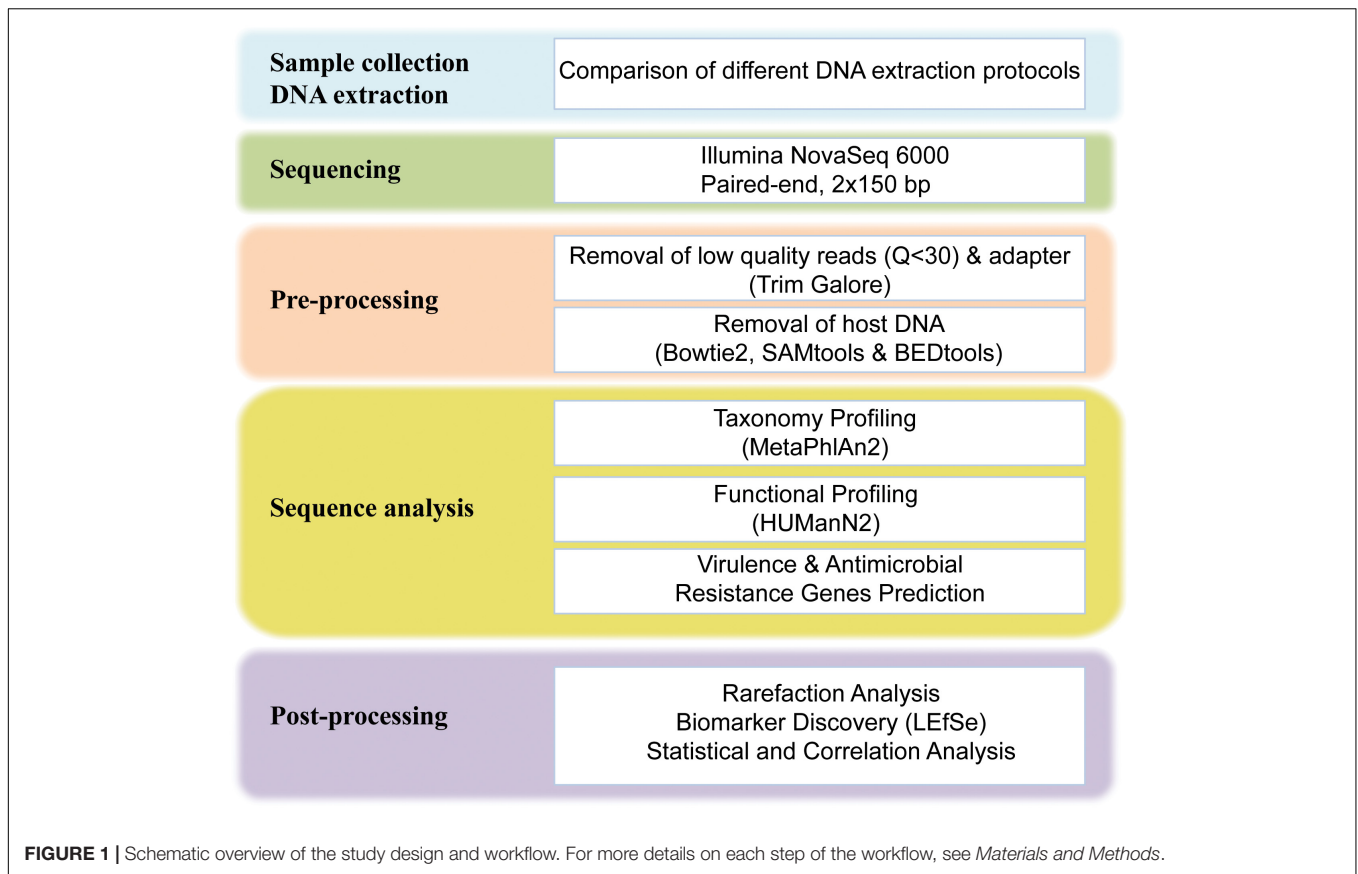 Sample collection
DNA extraction
Comparison of different DNA extraction protocols
Sequencing
Illumina NovaSeq 6000
Paired-end, 2x150 bp
Pre-processing
Removal of low quality reads (Q<30) & adapter
(Trim Galore)
Removal of host DNA
(Bowtie2, SAMtools & BEDtools)
Sequence analysis
Taxonomy Profiling
(MetaPhlAn2)
Functional Profiling
(HUManN2)
Virulence & Antimicrobial
Resistance Genes Prediction
Post-processing
Rarefaction Analysis
Biomarker Discovery (LEfSe)
Statistical and Correlation Analysis
FIGURE 1 | Schematic overview of the study design and workflow. For more details on each step of the workflow, see Materials and Methods.